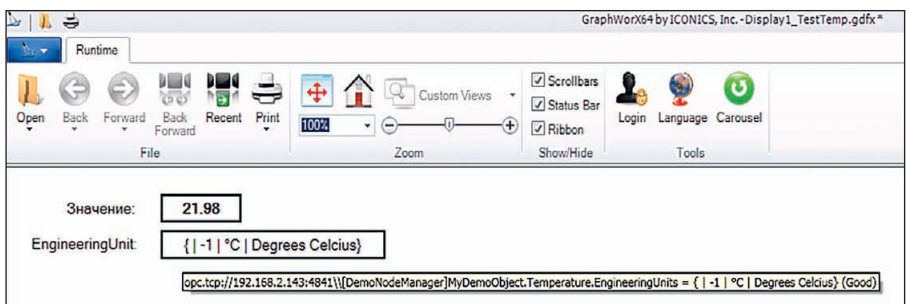 GraphWorX64 by ICONICS, Inc. - Display1_TestTemp.gdfx*
Runtime
Open Back Forward Back Forward Recent Print
100%
Custom Views
Scrollbars
Status Bar
Ribbon
Login Language Carousel
File Zoom Show/Hide Tools
Значение: 21.98
EngineeringUnit: { | -1 | °C | Degrees Celcius}
opc.tcp://192.168.2.143:4841\\[DemoNodeManager]MyDemoObject.Temperature.EngineeringUnits = { | -1 | °C | Degrees Celcius} (Good)